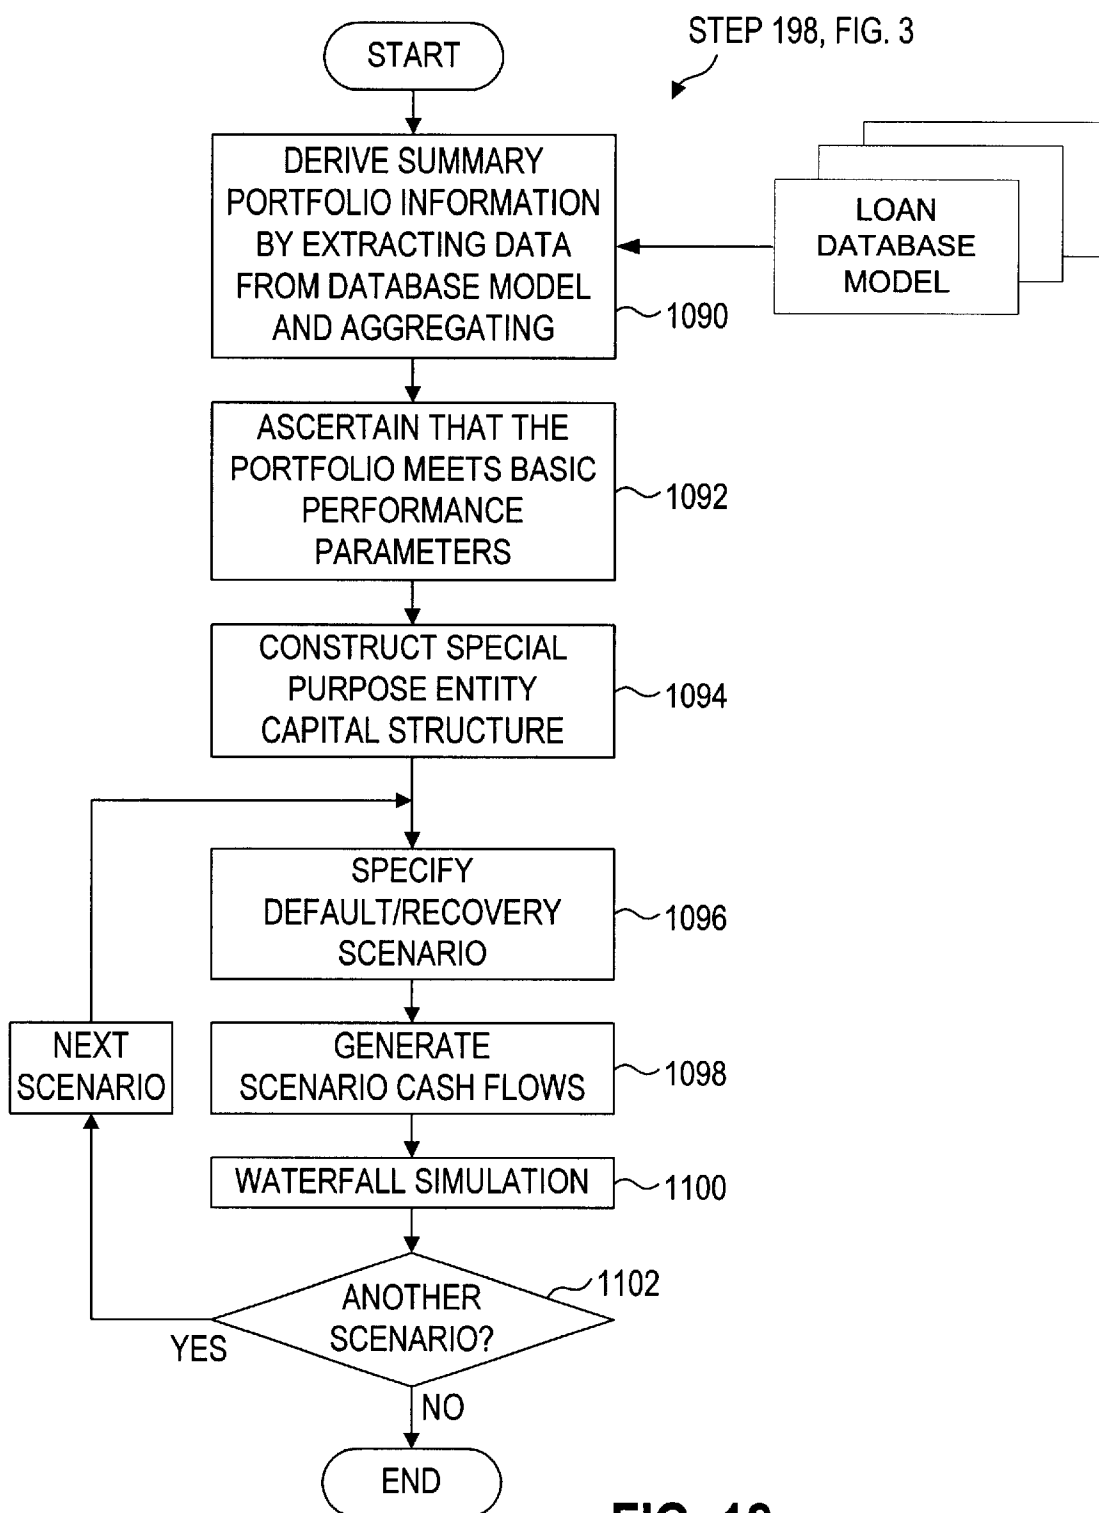 START
STEP 198, FIG. 3
DERIVE SUMMARY
PORTFOLIO INFORMATION
BY EXTRACTING DATA
FROM DATABASE MODEL
AND AGGREGATING
1090
LOAN
DATABASE
MODEL
ASCERTAIN THAT THE
PORTFOLIO MEETS BASIC
PERFORMANCE
PARAMETERS
1092
CONSTRUCT SPECIAL
PURPOSE ENTITY
CAPITAL STRUCTURE
1094
SPECIFY
DEFAULT/RECOVERY
SCENARIO
1096
NEXT
SCENARIO
GENERATE
SCENARIO CASH FLOWS
1098
WATERFALL SIMULATION
1100
ANOTHER
SCENARIO?
1102
YES
NO
END
FIG.